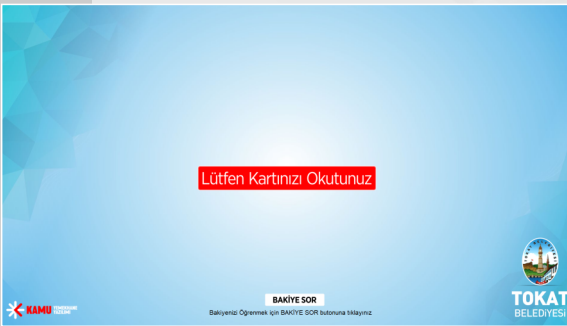 Lütfen Kartınızı Okutunuz
BAKİYE SOR
Bakiyenizi Öğrenmek için BAKİYE SOR butonuna tıklayınız
KAMU
TOKAT
BELEDİYESİ